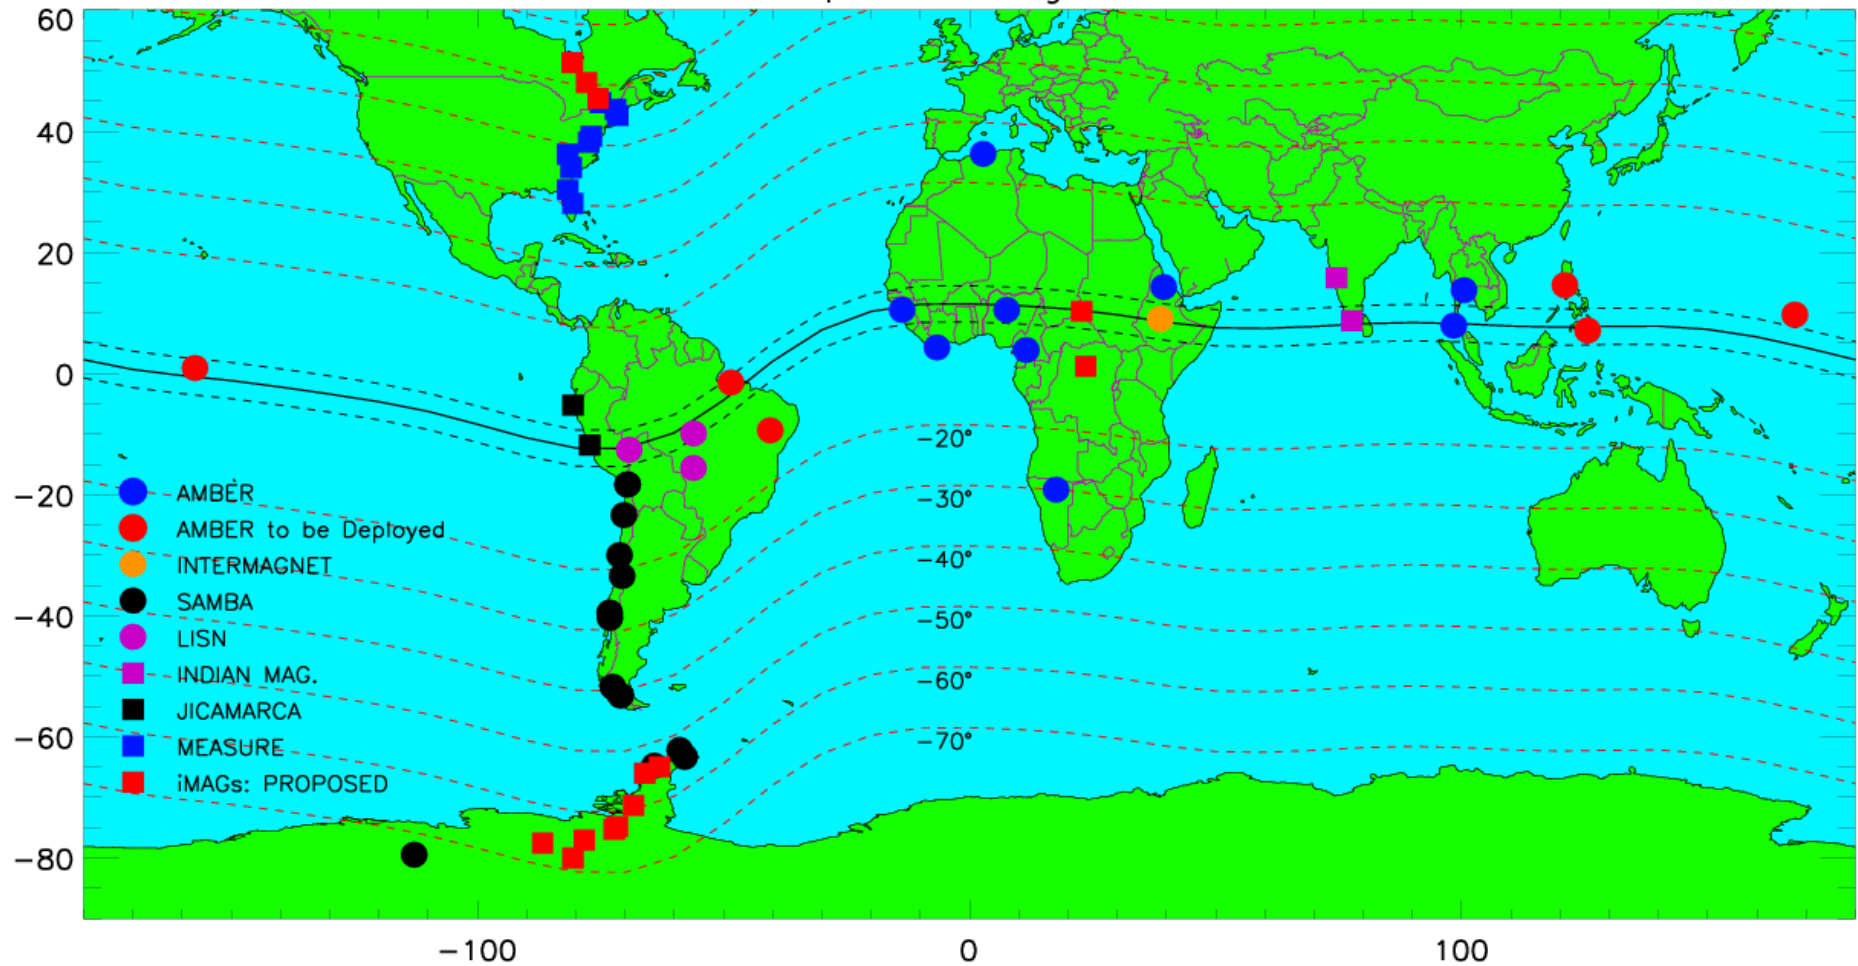 60
40
20
0
−20
−40
−60
−80
−100
0
100
−20°
−30°
−40°
−50°
−60°
−70°
AMBER
AMBER to be Deployed
INTERMAGNET
SAMBA
LISN
INDIAN MAG.
JICAMARCA
MEASURE
iMAGs: PROPOSED